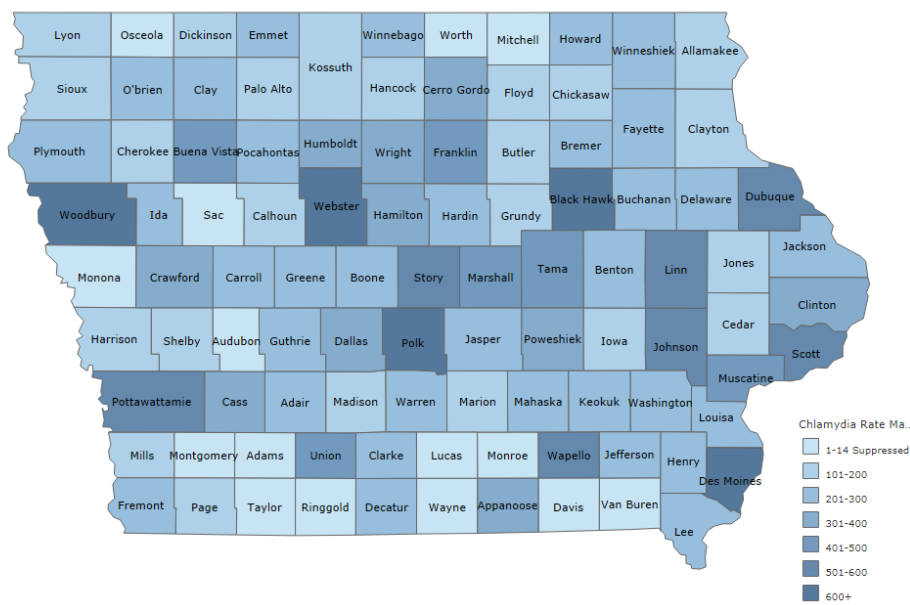 Lyon Osceola Dickinson Emmet Winnebago Worth Mitchell Howard Winneshiek Allamakee
Kossuth
Sioux O'brien Clay Palo Alto Hancock Cerro Gordo Floyd Chickasaw
Plymouth Cherokee Buena Vista Pocahontas Humboldt Wright Franklin Butler Bremer Fayette Clayton
Woodbury Ida Sac Calhoun Webster Hamilton Hardin Grundy Black Hawk Buchanan Delaware Dubuque
Monona Crawford Carroll Greene Boone Story Marshall Tama Benton Linn Jones Jackson
Clinton
Harrison Shelby Audubon Guthrie Dallas Polk Jasper Poweshiek Iowa Johnson Cedar Scott
Muscatine
Pottawattamie Cass Adair Madison Warren Marion Mahaska Keokuk Washington Louisa
Mills Montgomery Adams Union Clarke Lucas Monroe Wapello Jefferson Henry Des Moines
Fremont Page Taylor Ringgold Decatur Wayne Appanoose Davis Van Buren Lee
Chlamydia Rate Ma..
1-14 Suppressed
101-200
201-300
301-400
401-500
501-600
600+